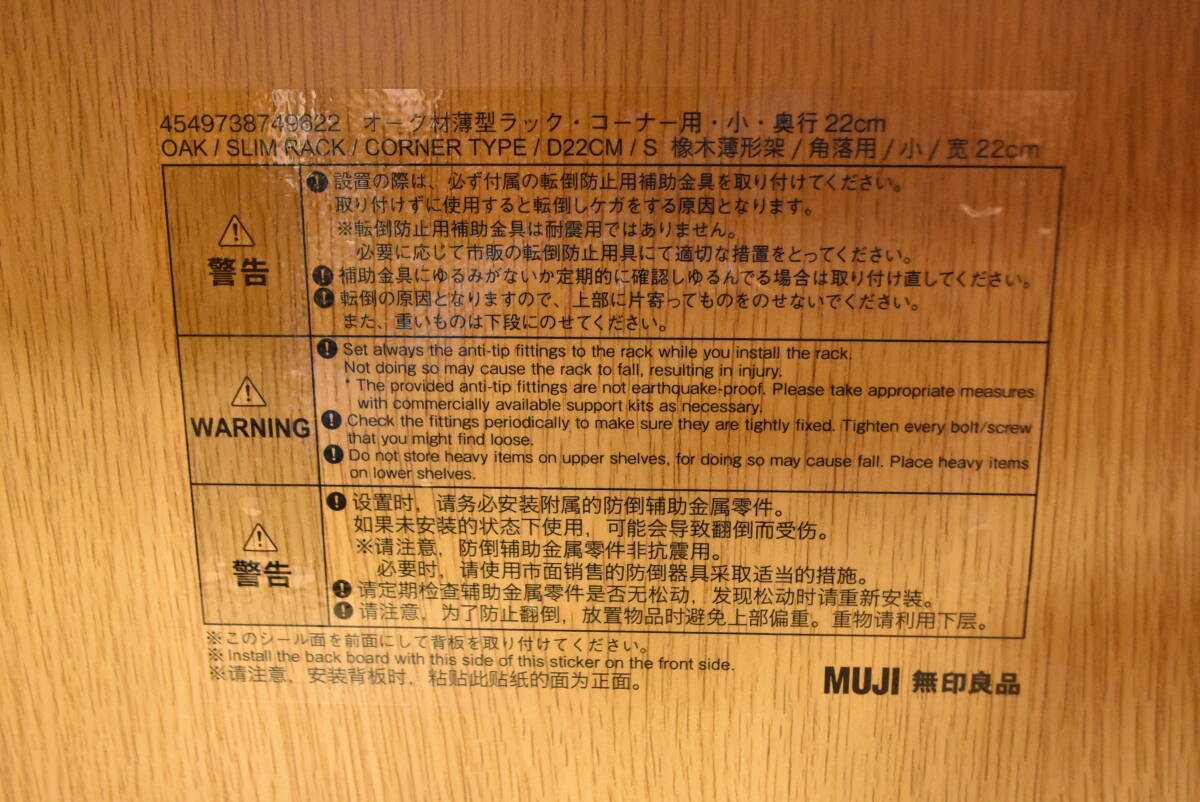 4549738749622 オーク材薄型ラック・コーナー用・小・奥行22cm
OAK / SLIM RACK / CORNER TYPE / D22CM / S 橡木薄形架 / 角落用 / 小 / 宽 22cm
警告
設置の際は、必ず付属の転倒防止用補助金具を取り付けてください。
取り付けずに使用すると転倒しケガをする原因となります。
※転倒防止用補助金具は耐震用ではありません。
必要に応じて市販の転倒防止用具にて適切な措置をとってください。
補助金具にゆるみがないか定期的に確認しゆるんでる場合は取り付け直してください。
転倒の原因となりますので、上部に片寄ってものをのせないでください。
また、重いものは下段にのせてください。
WARNING
Set always the anti-tip fittings to the rack while you install the rack.
Not doing so may cause the rack to fall, resulting in injury.
* The provided anti-tip fittings are not earthquake-proof. Please take appropriate measures
with commercially available support kits as necessary.
Check the fittings periodically to make sure they are tightly fixed. Tighten every bolt/screw
that you might find loose.
Do not store heavy items on upper shelves, for doing so may cause fall. Place heavy items
on lower shelves.
警告
设置时，请务必安装附属的防倒辅助金属零件。
如果未安装的状态下使用，可能会导致翻倒而受伤。
※请注意，防倒辅助金属零件非抗震用。
必要时，请使用市面销售的防倒器具采取适当的措施。
请定期检查辅助金属零件是否无松动，发现松动时请重新安装。
请注意，为了防止翻倒，放置物品时避免上部偏重。重物请利用下层。
※このシール面を前面にして背板を取り付けてください。
※ Install the back board with this side of this sticker on the front side.
※请注意，安装背板时，粘贴此贴纸的面为正面。
MUJI 無印良品